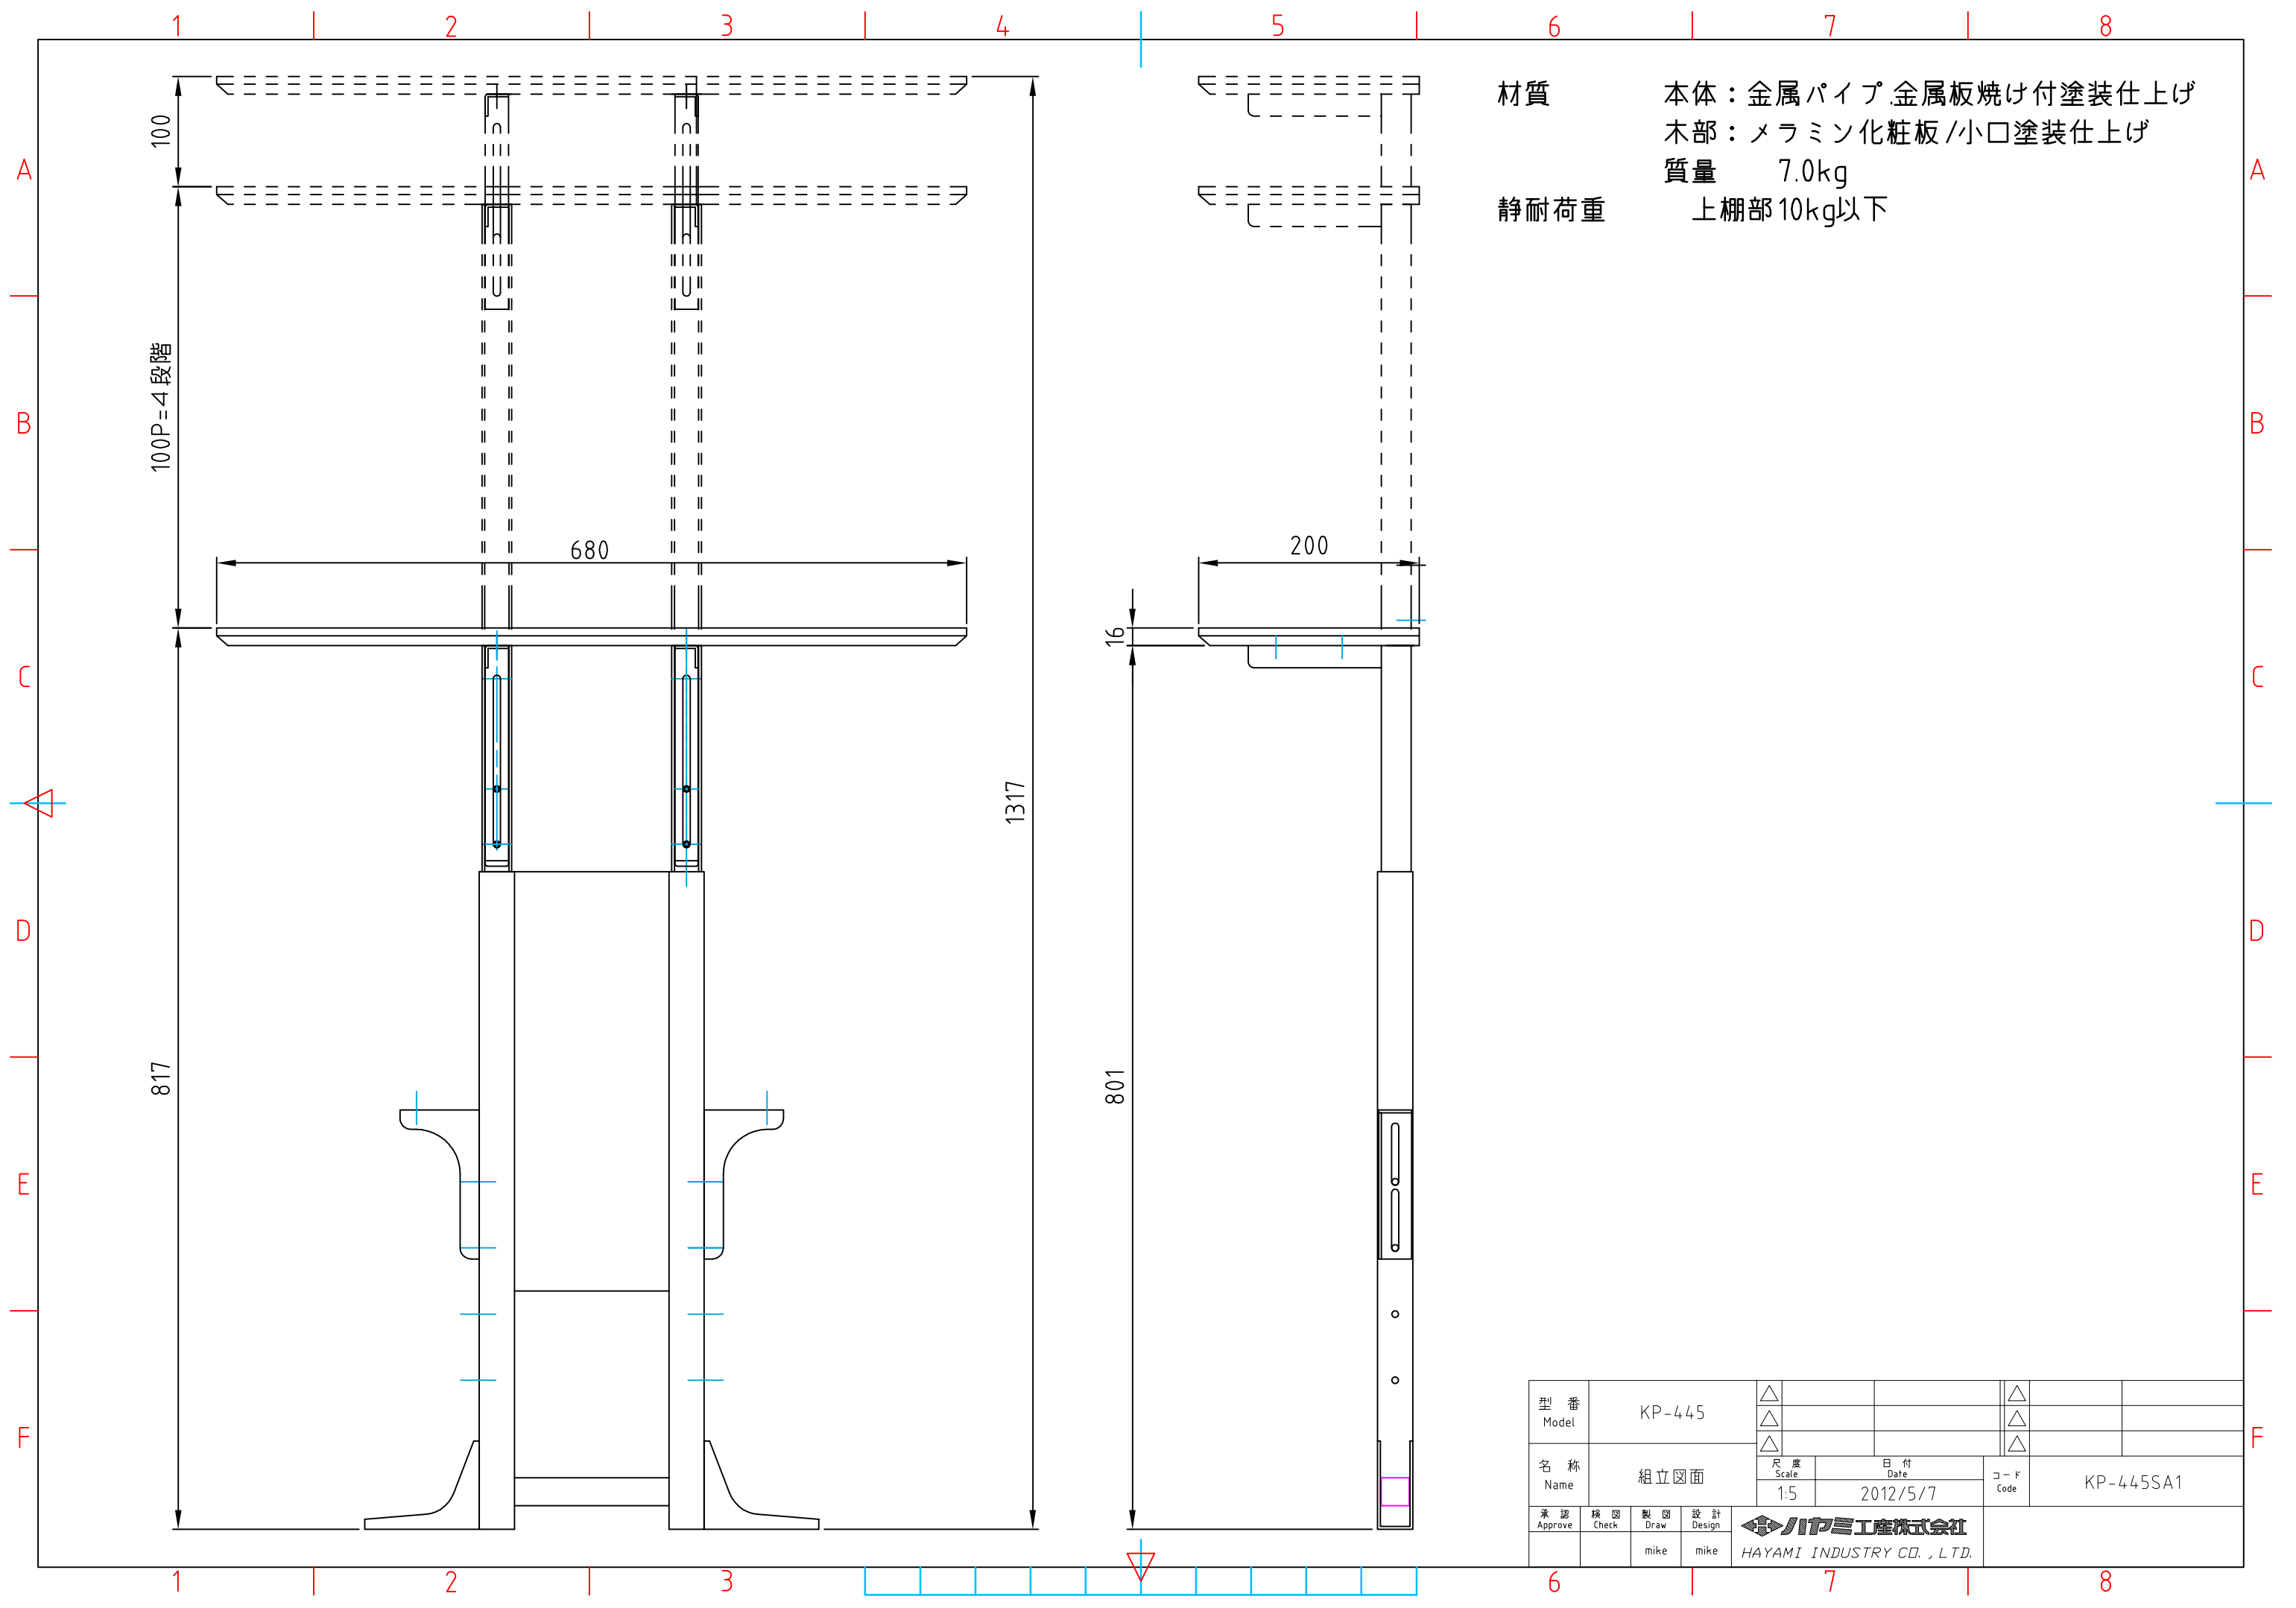 1 2 3 4 5 6 7 8
A
B
C
D
E
F
A
B
C
D
E
F
材質 本体：金属パイプ.金属板焼け付塗装仕上げ
木部：メラミン化粧板/小口塗装仕上げ
質量 7.0kg
静耐荷重 上棚部10kg以下
100
100P=4段階
680
200
16
1317
817
801
型番 Model KP-445
名称 Name 組立図面
尺度 Scale 1:5
日付 Date 2012/5/7
コード Code KP-445SA1
承認 Approve
検図 Check
製図 Draw mike
設計 Design mike
ハヤミ工産株式会社
HAYAMI INDUSTRY CO.,LTD.
1 2 3 6 7 8